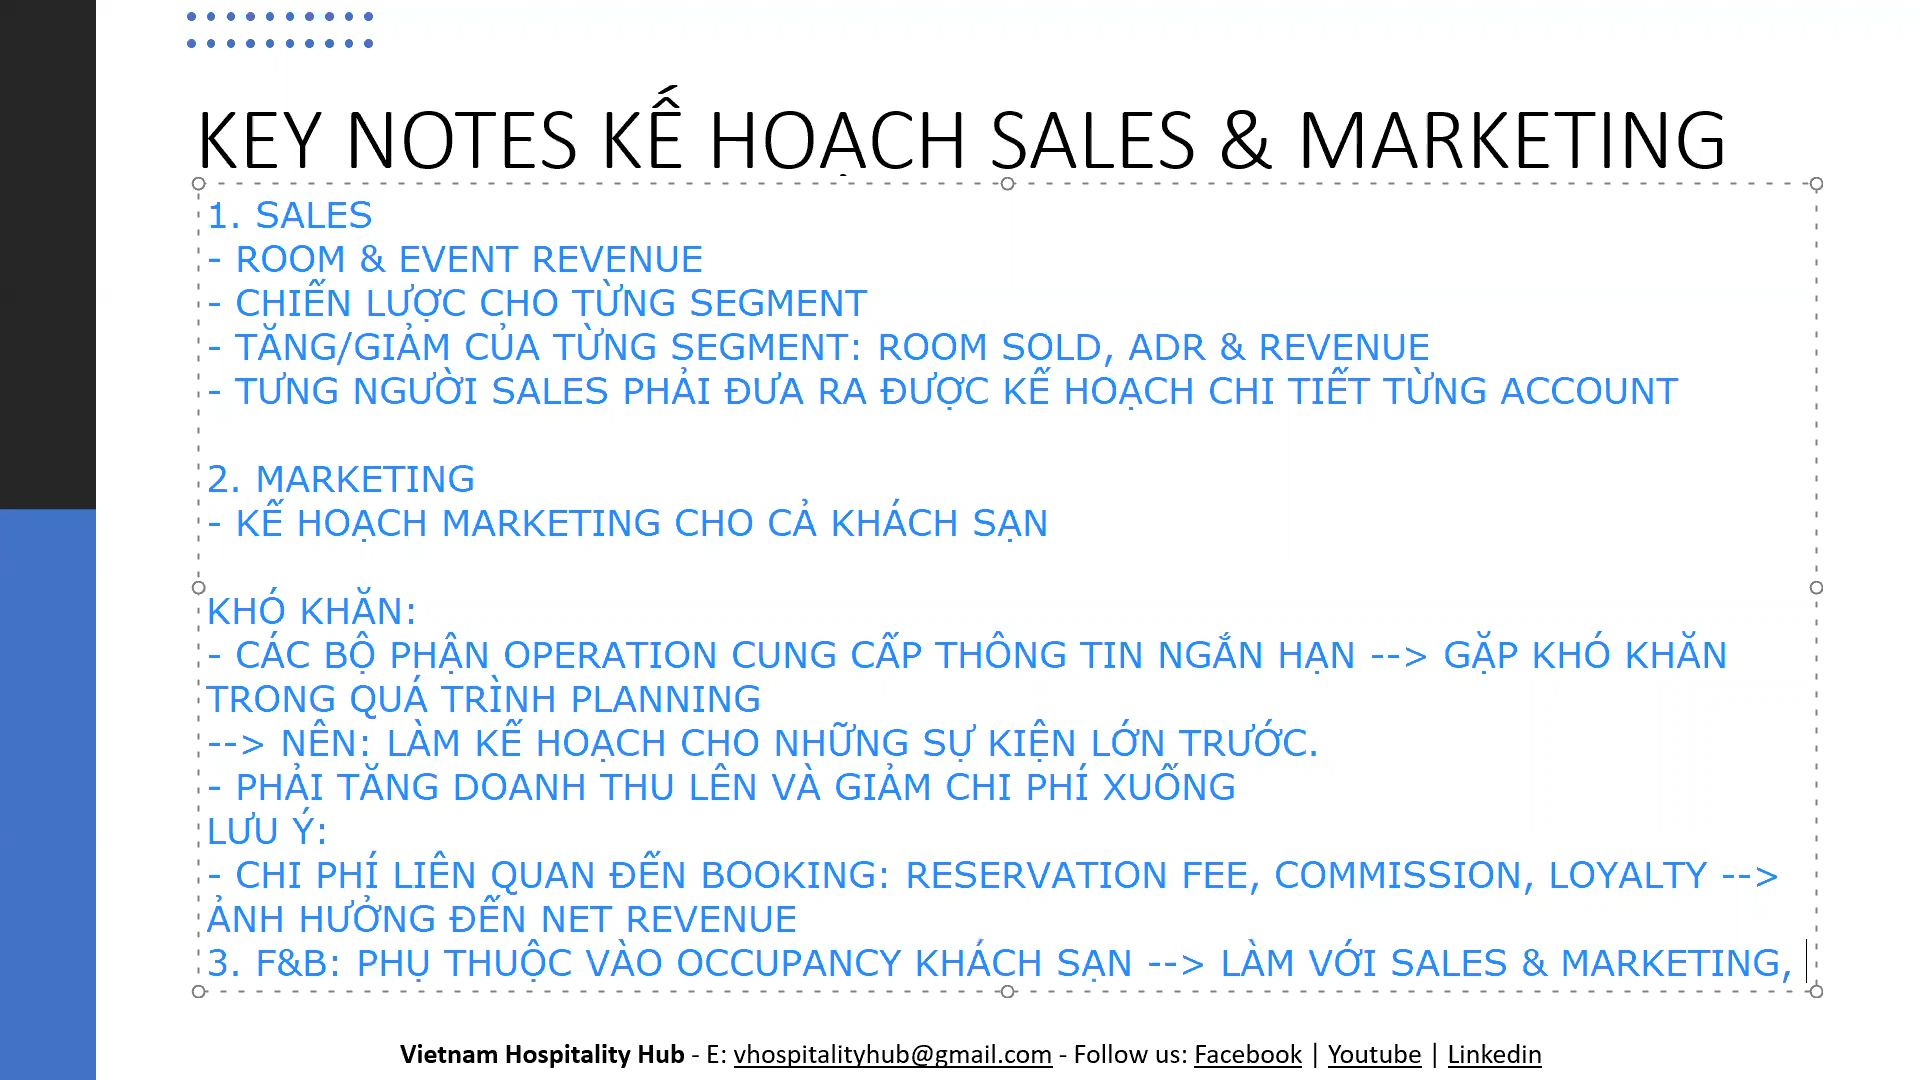 KEY NOTES KẾ HOẠCH SALES & MARKETING
1. SALES
- ROOM & EVENT REVENUE
- CHIẾN LƯỢC CHO TỪNG SEGMENT
- TĂNG/GIẢM CỦA TỪNG SEGMENT: ROOM SOLD, ADR & REVENUE
- TƯNG NGƯỜI SALES PHẢI ĐƯA RA ĐƯỢC KẾ HOẠCH CHI TIẾT TỪNG ACCOUNT
2. MARKETING
- KẾ HOẠCH MARKETING CHO CẢ KHÁCH SẠN
KHÓ KHĂN:
- CÁC BỘ PHẬN OPERATION CUNG CẤP THÔNG TIN NGẮN HẠN --> GẶP KHÓ KHĂN
TRONG QUÁ TRÌNH PLANNING
--> NÊN: LÀM KẾ HOẠCH CHO NHỮNG SỰ KIỆN LỚN TRƯỚC.
- PHẢI TĂNG DOANH THU LÊN VÀ GIẢM CHI PHÍ XUỐNG
LƯU Ý:
- CHI PHÍ LIÊN QUAN ĐẾN BOOKING: RESERVATION FEE, COMMISSION, LOYALTY -->
ẢNH HƯỞNG ĐẾN NET REVENUE
3. F&B: PHỤ THUỘC VÀO OCCUPANCY KHÁCH SẠN --> LÀM VỚI SALES & MARKETING,
Vietnam Hospitality Hub - E: vhospitalityhub@gmail.com - Follow us: Facebook | Youtube | Linkedin